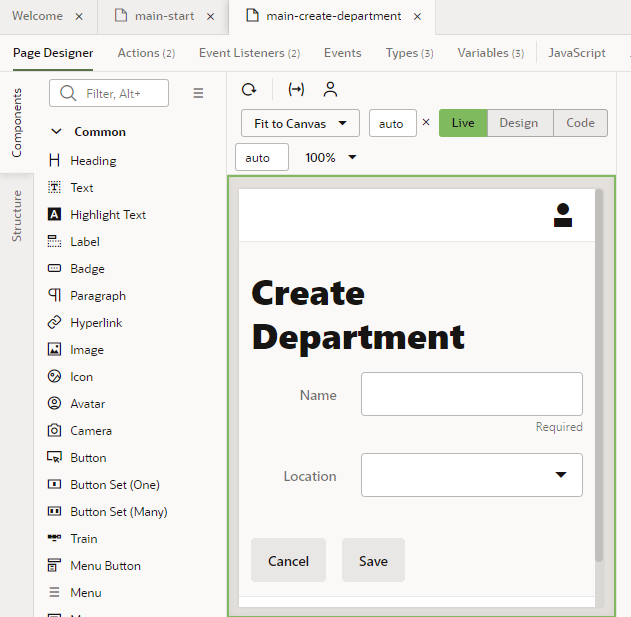 Welcome × main-start × main-create-department ×
Page Designer Actions (2) Event Listeners (2) Events Types (3) Variables (3) JavaScript
Components
Structure
Filter, Alt+
Common
Heading
Text
Highlight Text
Label
Badge
Paragraph
Hyperlink
Image
Icon
Avatar
Camera
Button
Button Set (One)
Button Set (Many)
Train
Menu Button
Menu
Fit to Canvas auto × Live Design Code
auto 100%
Create
Department
Name
Required
Location
Cancel Save